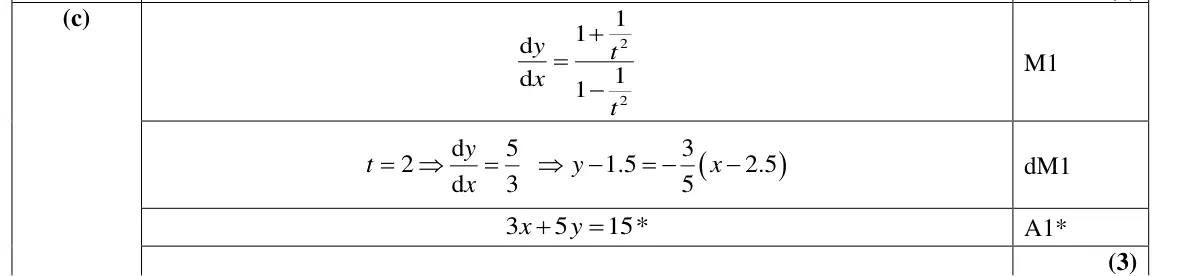 (c)
dy/dx = (1 + 1/t²)/(1 − 1/t²) M1
t = 2 ⇒ dy/dx = 5/3 ⇒ y − 1.5 = −3/5(x − 2.5) dM1
3x + 5y = 15* A1*
(3)